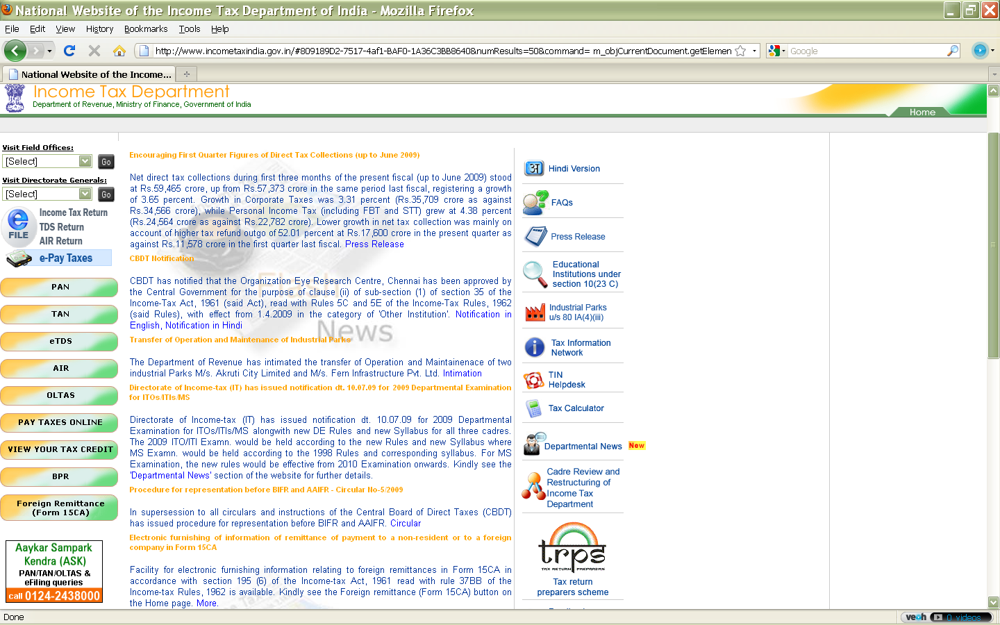 National Website of the Income Tax Department of India - Mozilla Firefox
File Edit View History Bookmarks Tools Help
http://www.incometaxindia.gov.in/#809189D2-7517-4af1-BAF0-1A36C3BB8640&numResults=50&command= m_objCurrentDocument.getElemen
Google
National Website of the Income...
Income Tax Department
Department of Revenue, Ministry of Finance, Government of India
Home
Visit Field Offices:
[Select] Go
Visit Directorate Generals:
[Select] Go
e FILE
Income Tax Return
TDS Return
AIR Return
e-Pay Taxes
PAN
TAN
eTDS
AIR
OLTAS
PAY TAXES ONLINE
VIEW YOUR TAX CREDIT
BPR
Foreign Remittance
(Form 15CA)
Aaykar Sampark
Kendra (ASK)
PAN/TAN/OLTAS &
eFiling queries
call 0124-2438000
Encouraging First Quarter Figures of Direct Tax Collections (up to June 2009)
Net direct tax collections during first three months of the present fiscal (up to June 2009) stood
at Rs.59,465 crore, up from Rs.57,373 crore in the same period last fiscal, registering a growth
of 3.65 percent. Growth in Corporate Taxes was 3.31 percent (Rs.35,709 crore as against
Rs.34,566 crore), while Personal Income Tax (including FBT and STT) grew at 4.38 percent
(Rs.24,564 crore as against Rs.22,782 crore). Lower growth in net tax collection was mainly on
account of higher tax refund outgo of 52.01 percent at Rs.17,600 crore in the present quarter as
against Rs.11,578 crore in the first quarter last fiscal. Press Release
CBDT Notification
CBDT has notified that the Organization Eye Research Centre, Chennai has been approved by
the Central Government for the purpose of clause (ii) of sub-section (1) of section 35 of the
Income-Tax Act, 1961 (said Act), read with Rules 5C and 5E of the Income-Tax Rules, 1962
(said Rules), with effect from 1.4.2009 in the category of 'Other Institution'. Notification in
English, Notification in Hindi
Flash
News
Transfer of Operation and Maintenance of Industrial Parks
The Department of Revenue has intimated the transfer of Operation and Maintainenace of two
industrial Parks M/s. Akruti City Limited and M/s. Fern Infrastructure Pvt. Ltd. Intimation
Directorate of Income-tax (IT) has issued notification dt. 10.07.09 for 2009 Departmental Examination
for ITOs/ITIs/MS
Directorate of Income-tax (IT) has issued notification dt. 10.07.09 for 2009 Departmental
Examination for ITOs/ITIs/MS alongwith new DE Rules and new Syllabus for all three cadres.
The 2009 ITO/ITI Examn. would be held according to the new Rules and new Syllabus where
MS Examn. would be held according to the 1998 Rules and corresponding syllabus. For MS
Examination, the new rules would be effective from 2010 Examination onwards. Kindly see the
'Departmental News' section of the website for further details.
Procedure for representation before BIFR and AAIFR - Circular No-5/2009
In supersession to all circulars and instructions of the Central Board of Direct Taxes (CBDT)
has issued procedure for representation before BIFR and AAIFR. Circular
Electronic furnishing of information of remittance of payment to a non-resident or to a foreign
company in Form 15CA
Facility for electronic furnishing information relating to foreign remittances in Form 15CA in
accordance with section 195 (6) of the Income-tax Act, 1961 read with rule 37BB of the
Income-tax Rules, 1962 is available. Kindly see the Foreign remittance (Form 15CA) button on
the Home page. More.
अ Hindi Version
FAQs
Press Release
Educational
Institutions under
section 10(23 C)
Industrial Parks
u/s 80 IA(4)(iii)
Tax Information
Network
TIN
Helpdesk
Tax Calculator
Departmental News New
Cadre Review and
Restructuring of
Income Tax
Department
trps
TAX RETURN PREPARERS
Tax return
preparers scheme
Done
veoh 0 videos